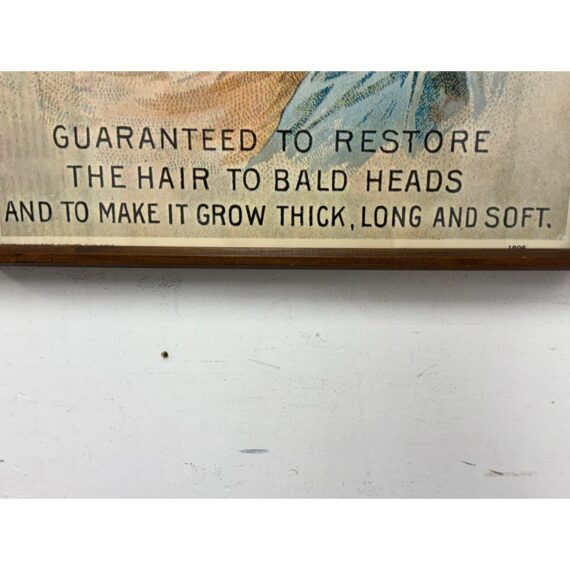 GUARANTEED TO RESTORE
THE HAIR TO BALD HEADS
AND TO MAKE IT GROW THICK, LONG AND SOFT.